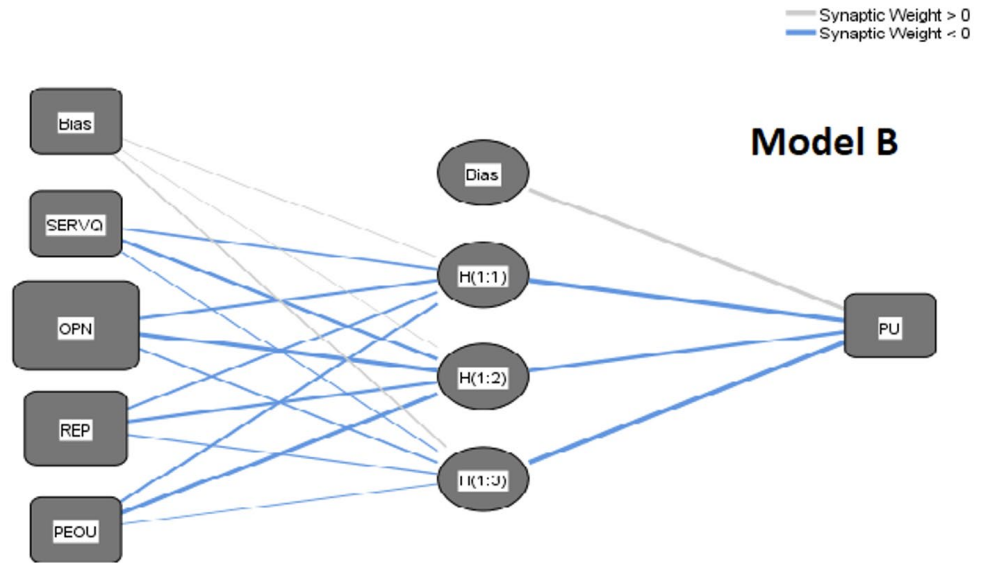 Synaptic Weight > 0
Synaptic Weight < 0
Model B
Bias
SERVQ
OPN
REP
PEOU
Bias
H(1:1)
H(1:2)
H(1:3)
PU